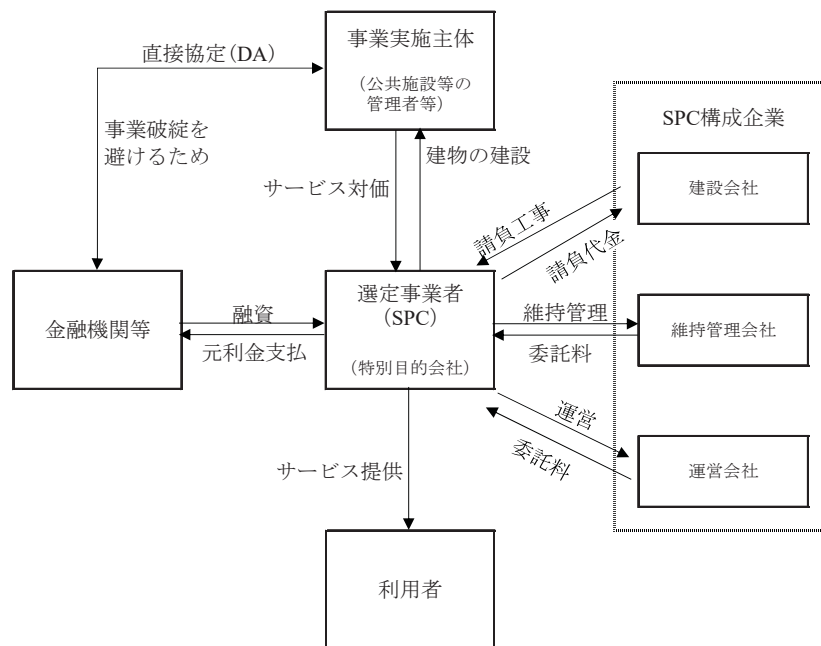 直接協定(DA)
事業実施主体
(公共施設等の
管理者等)
事業破綻を
避けるため
サービス対価
建物の建設
SPC構成企業
建設会社
請負工事
請負代金
金融機関等
融資
元利金支払
選定事業者
(SPC)
(特別目的会社)
維持管理
委託料
維持管理会社
運営
委託料
運営会社
サービス提供
利用者